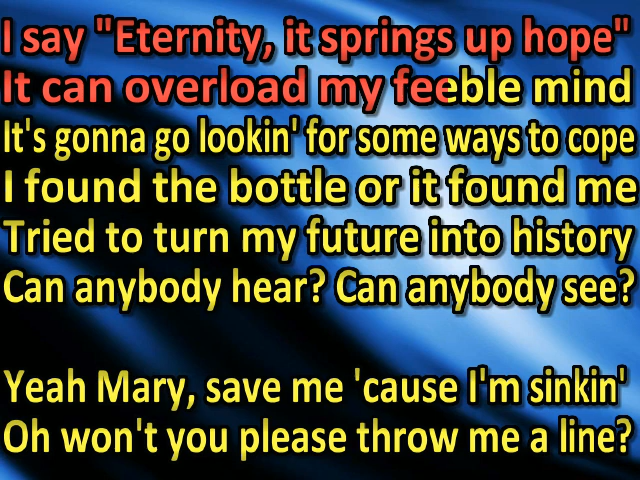 I say "Eternity, it springs up hope"
It can overload my feeble mind
It's gonna go lookin' for some ways to cope
I found the bottle or it found me
Tried to turn my future into history
Can anybody hear? Can anybody see?
Yeah Mary, save me 'cause I'm sinkin'
Oh won't you please throw me a line?